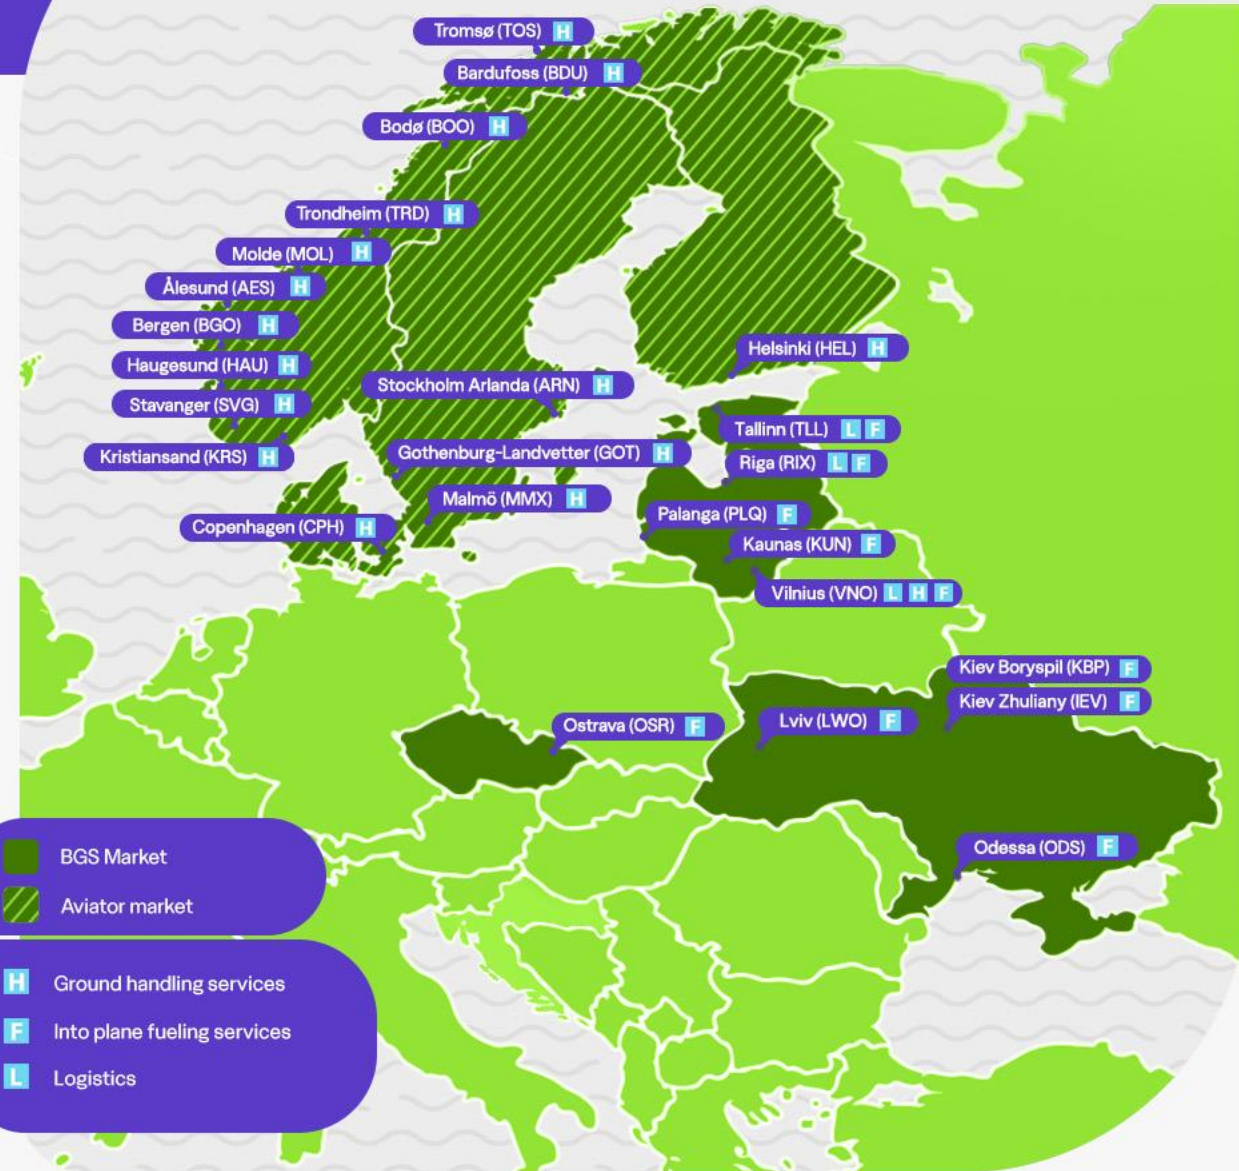 Tromsø (TOS) H
Bardufoss (BDU) H
Bodø (BOO) H
Trondheim (TRD) H
Molde (MOL) H
Ålesund (AES) H
Bergen (BGO) H
Haugesund (HAU) H
Stavanger (SVG) H
Kristiansand (KRS) H
Helsinki (HEL) H
Stockholm Arlanda (ARN) H
Gothenburg-Landvetter (GOT) H
Malmö (MMX) H
Copenhagen (CPH) H
Tallinn (TLL) L F
Riga (RIX) L F
Palanga (PLQ) F
Kaunas (KUN) F
Vilnius (VNO) L H F
Kiev Boryspil (KBP) F
Kiev Zhuliany (IEV) F
Ostrava (OSR) F
Lviv (LWO) F
Odessa (ODS) F
BGS Market
Aviator market
H Ground handling services
F Into plane fueling services
L Logistics